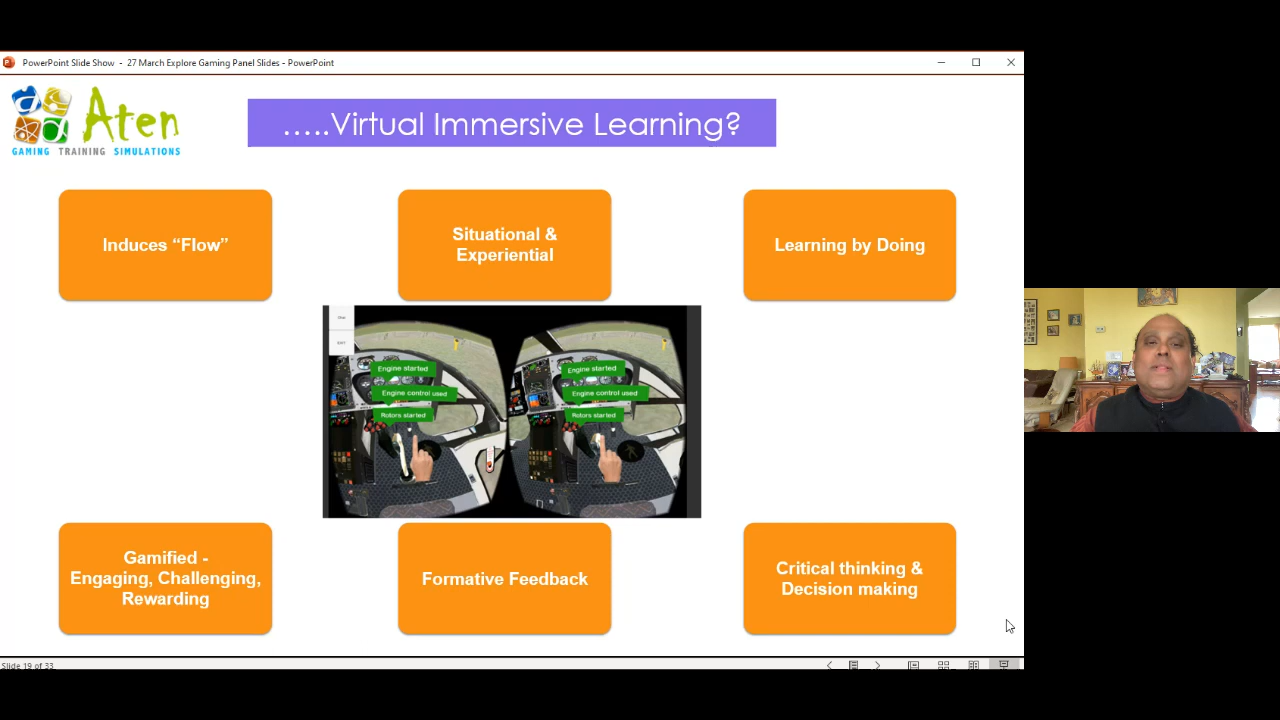 PowerPoint Slide Show - 27 March Explore Gaming Panel Slides - PowerPoint
Aten
GAMING TRAINING SIMULATIONS
.....Virtual Immersive Learning?
Induces “Flow”
Situational &
Experiential
Learning by Doing
Engine started
Engine control used
Rotors started
Engine started
Engine control used
Rotors started
Gamified -
Engaging, Challenging,
Rewarding
Formative Feedback
Critical thinking &
Decision making
Slide 19 of 33